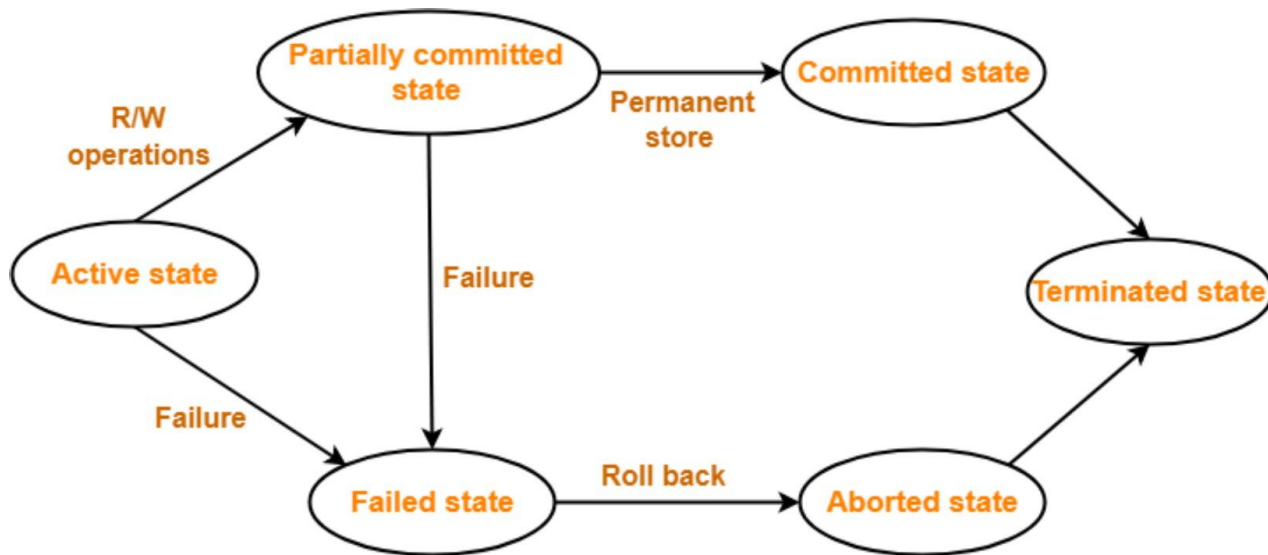 Partially committed
state
Committed state
R/W
operations
Permanent
store
Active state
Failure
Terminated state
Failure
Failed state
Roll back
Aborted state